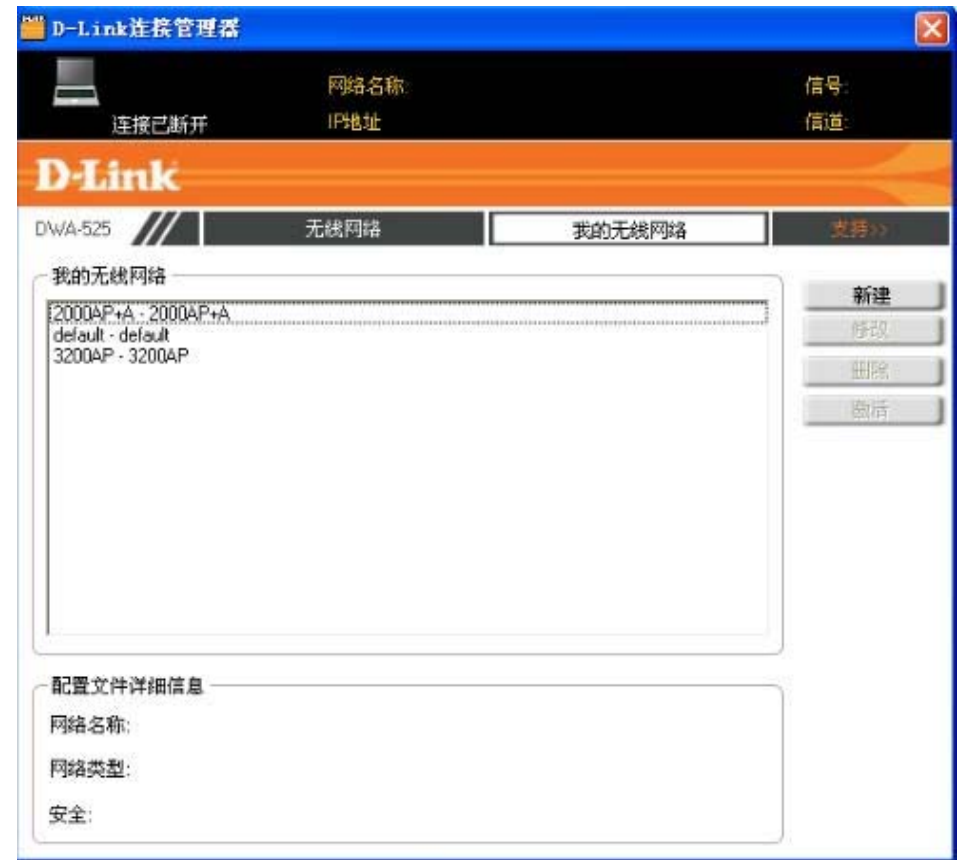 D-Link连接管理器
网络名称:
信号:
连接已断开
IP地址
信道:
D-Link
DWA-525
无线网络
我的无线网络
支持>>
我的无线网络
2000AP+A - 2000AP+A
default - default
3200AP - 3200AP
新建
修改
删除
激活
配置文件详细信息
网络名称:
网络类型:
安全: